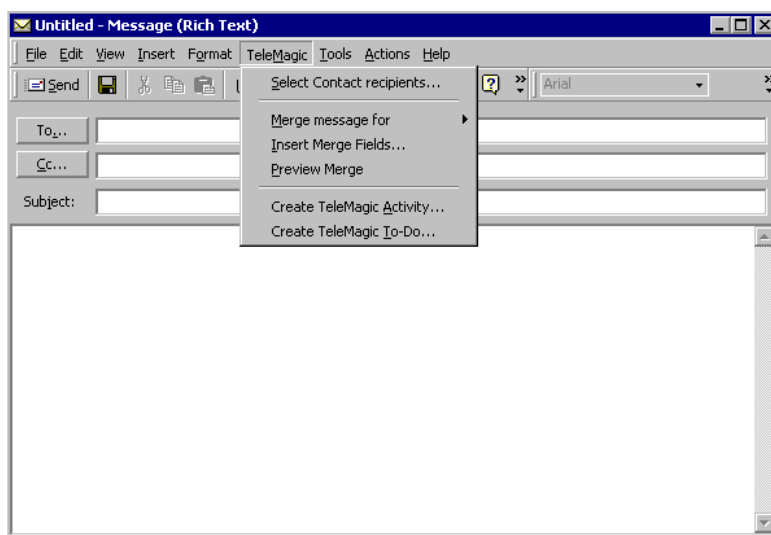 Untitled - Message (Rich Text)
File Edit View Insert Format TeleMagic Tools Actions Help
Send Arial
Select Contact recipients...
Merge message for
Insert Merge Fields...
Preview Merge
Create TeleMagic Activity...
Create TeleMagic To-Do...
To...
Cc...
Subject: